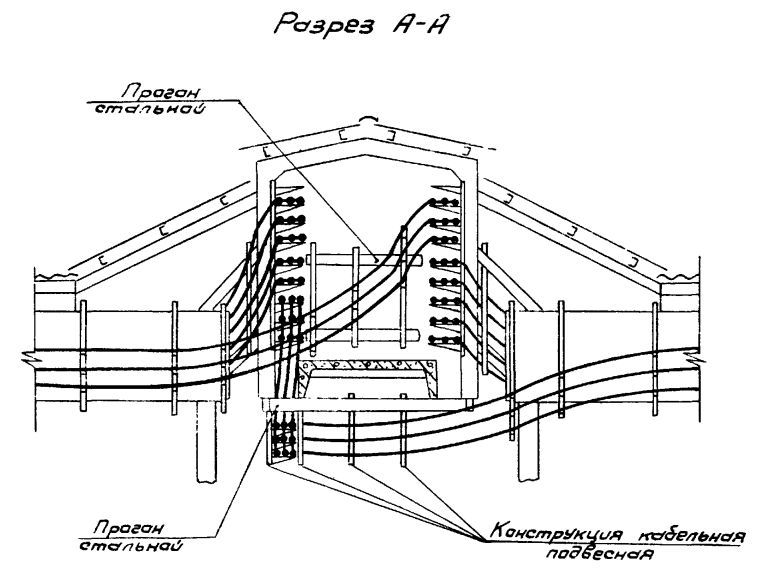 Разрез А-А
Прогон
стальной
Прогон
стальной
Конструкция кабельная
подвесная